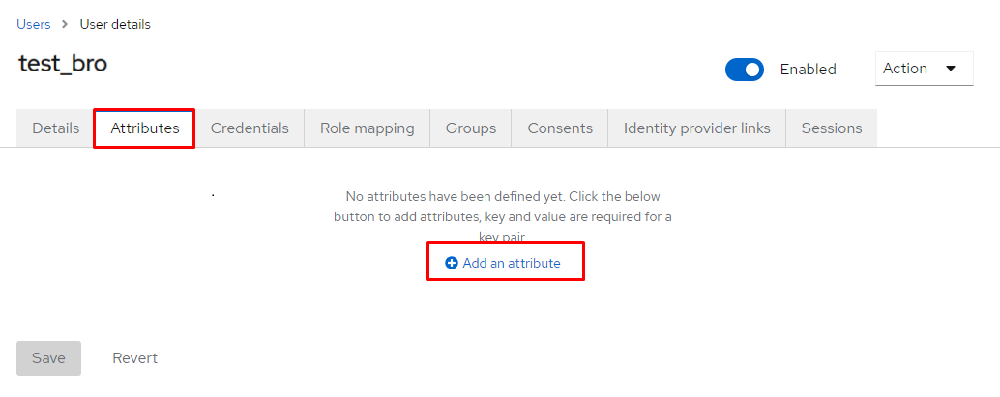 Users > User details
test_bro
Enabled
Action
Details Attributes Credentials Role mapping Groups Consents Identity provider links Sessions
No attributes have been defined yet. Click the below
button to add attributes, key and value are required for a
key pair.
Add an attribute
Save Revert